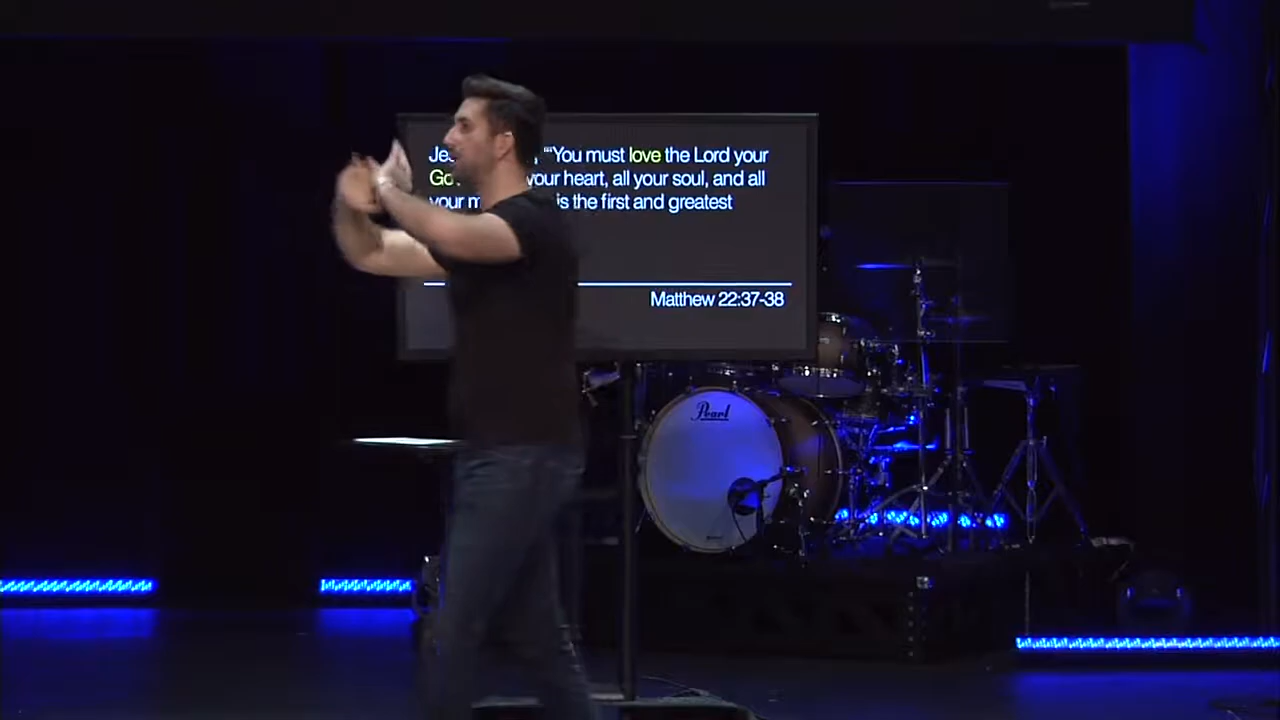 "'You must love the Lord your
your heart, all your soul, and all
your is the first and greatest
Matthew 22:37-38
Pearl